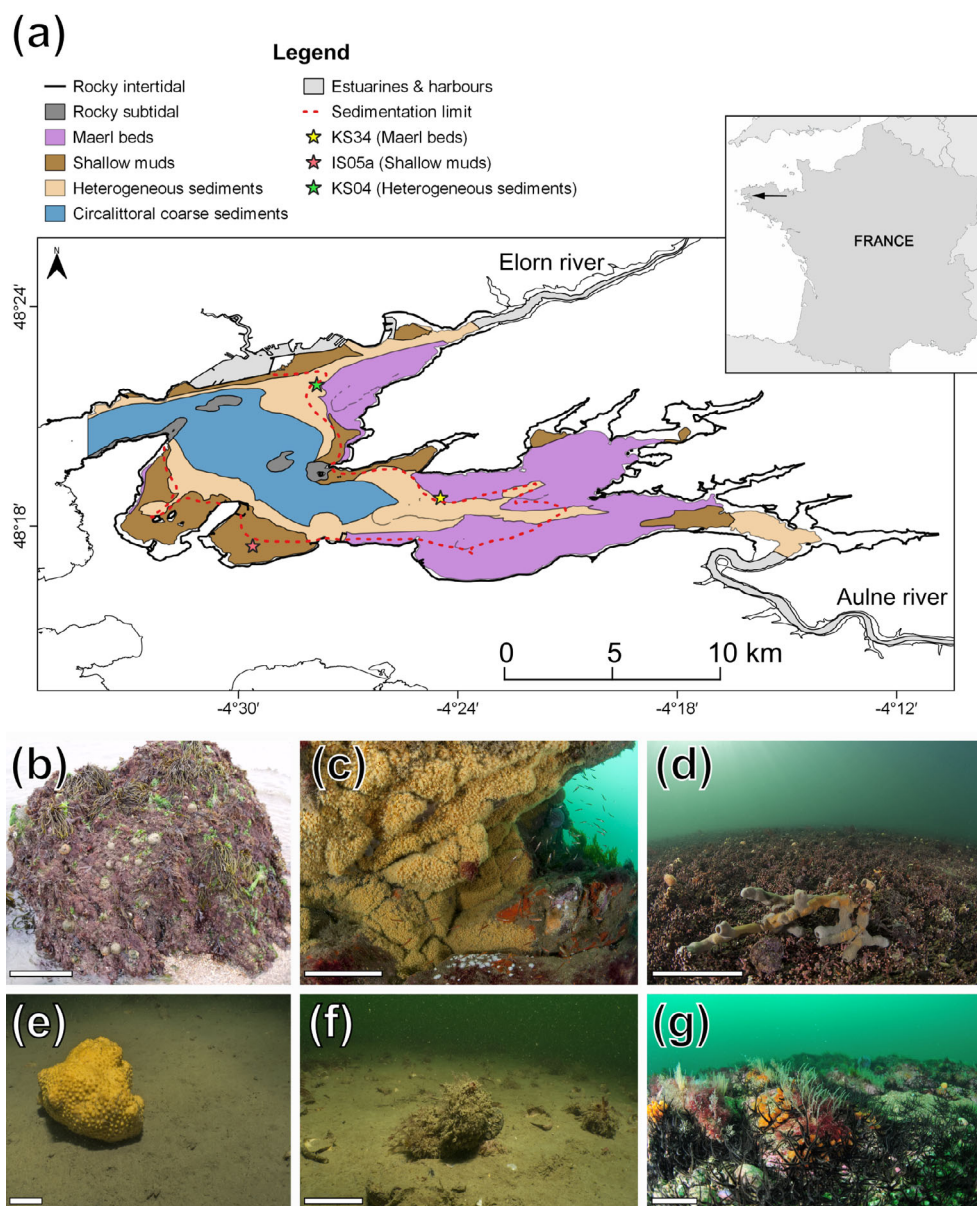 (a)
Legend
Rocky intertidal
Rocky subtidal
Maerl beds
Shallow muds
Heterogeneous sediments
Circalittoral coarse sediments
Estuarines & harbours
Sedimentation limit
KS34 (Maerl beds)
IS05a (Shallow muds)
KS04 (Heterogeneous sediments)
FRANCE
N
Elorn river
48°24'
48°18'
Aulne river
0 5 10 km
-4°30' -4°24' -4°18' -4°12'
(b) (c) (d)
(e) (f) (g)